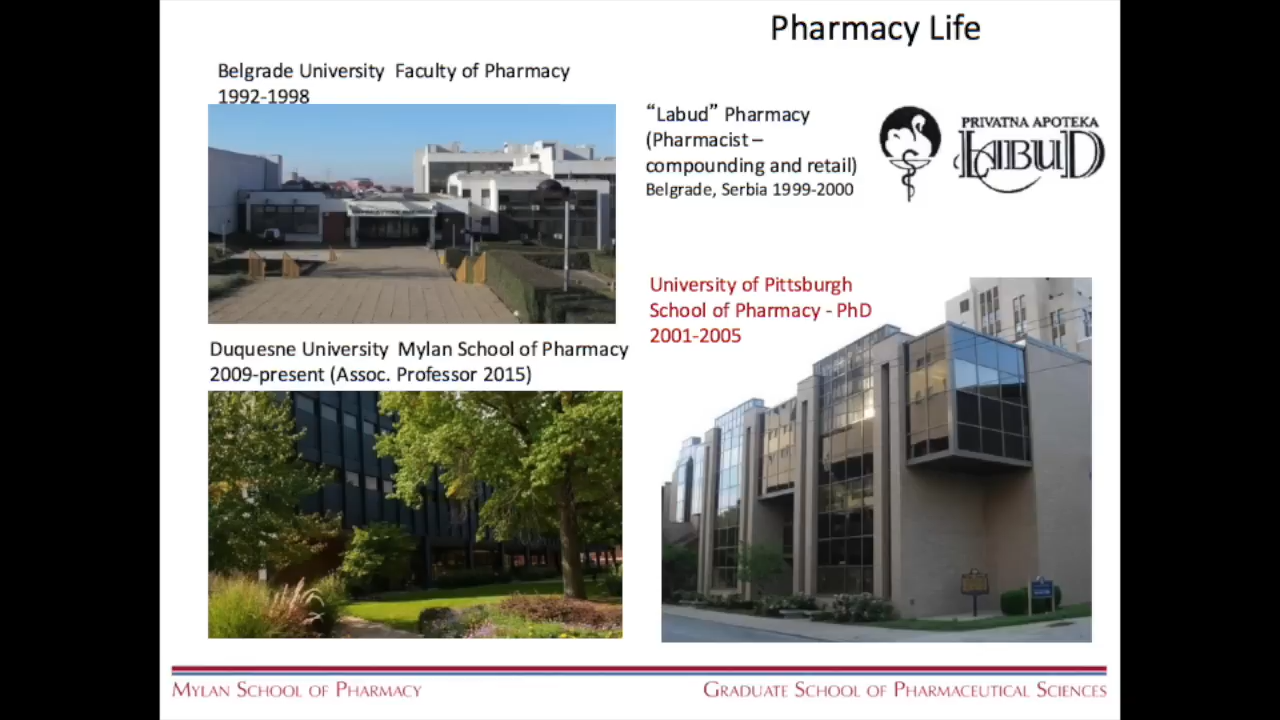 Pharmacy Life
Belgrade University Faculty of Pharmacy
1992-1998
“Labud” Pharmacy
(Pharmacist –
compounding and retail)
Belgrade, Serbia 1999-2000
PRIVATNA APOTEKA
LABUD
University of Pittsburgh
School of Pharmacy - PhD
2001-2005
Duquesne University Mylan School of Pharmacy
2009-present (Assoc. Professor 2015)
MYLAN SCHOOL OF PHARMACY
GRADUATE SCHOOL OF PHARMACEUTICAL SCIENCES